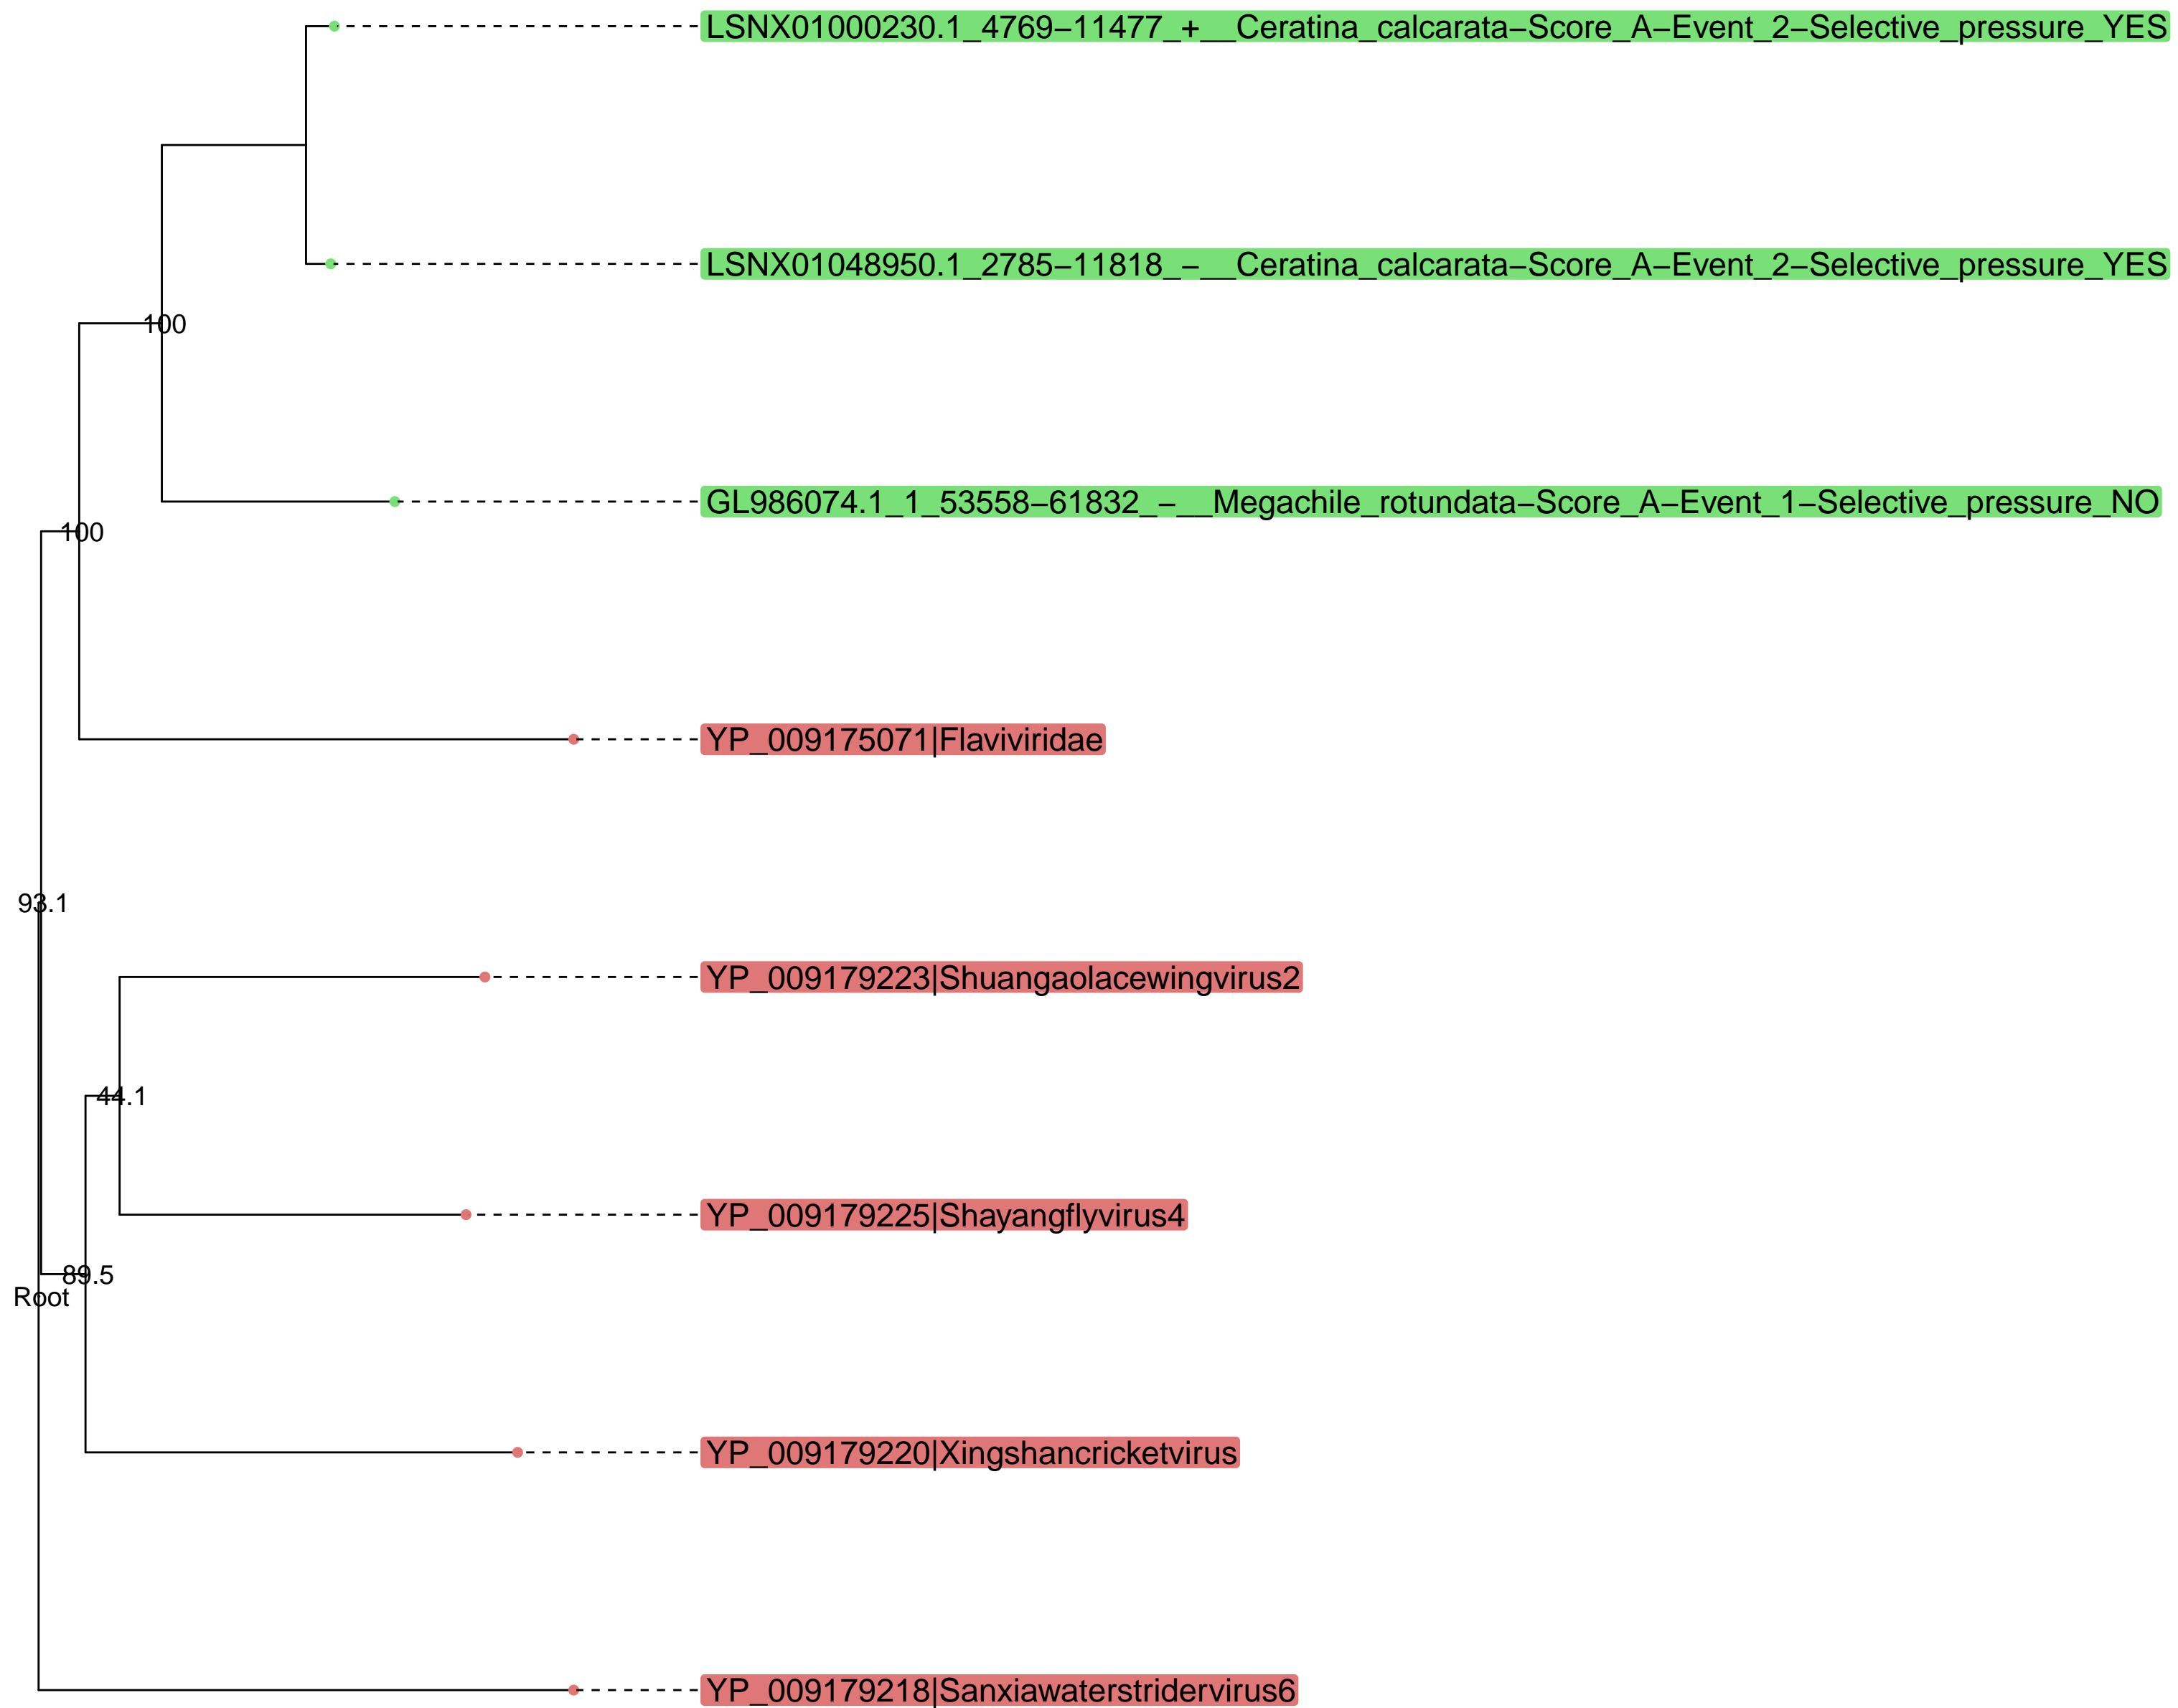 LSNX01000230.1_4769−11477_+__Ceratina_calcarata−Score_A−Event_2−Selective_pressure_YES
LSNX01048950.1_2785−11818_−__Ceratina_calcarata−Score_A−Event_2−Selective_pressure_YES
100
GL986074.1_1_53558−61832_−__Megachile_rotundata−Score_A−Event_1−Selective_pressure_NO
100
YP_009175071|Flaviviridae
93.1
YP_009179223|Shuangaolacewingvirus2
44.1
YP_009179225|Shayangflyvirus4
89.5
Root
YP_009179220|Xingshancricketvirus
YP_009179218|Sanxiawaterstridervirus6